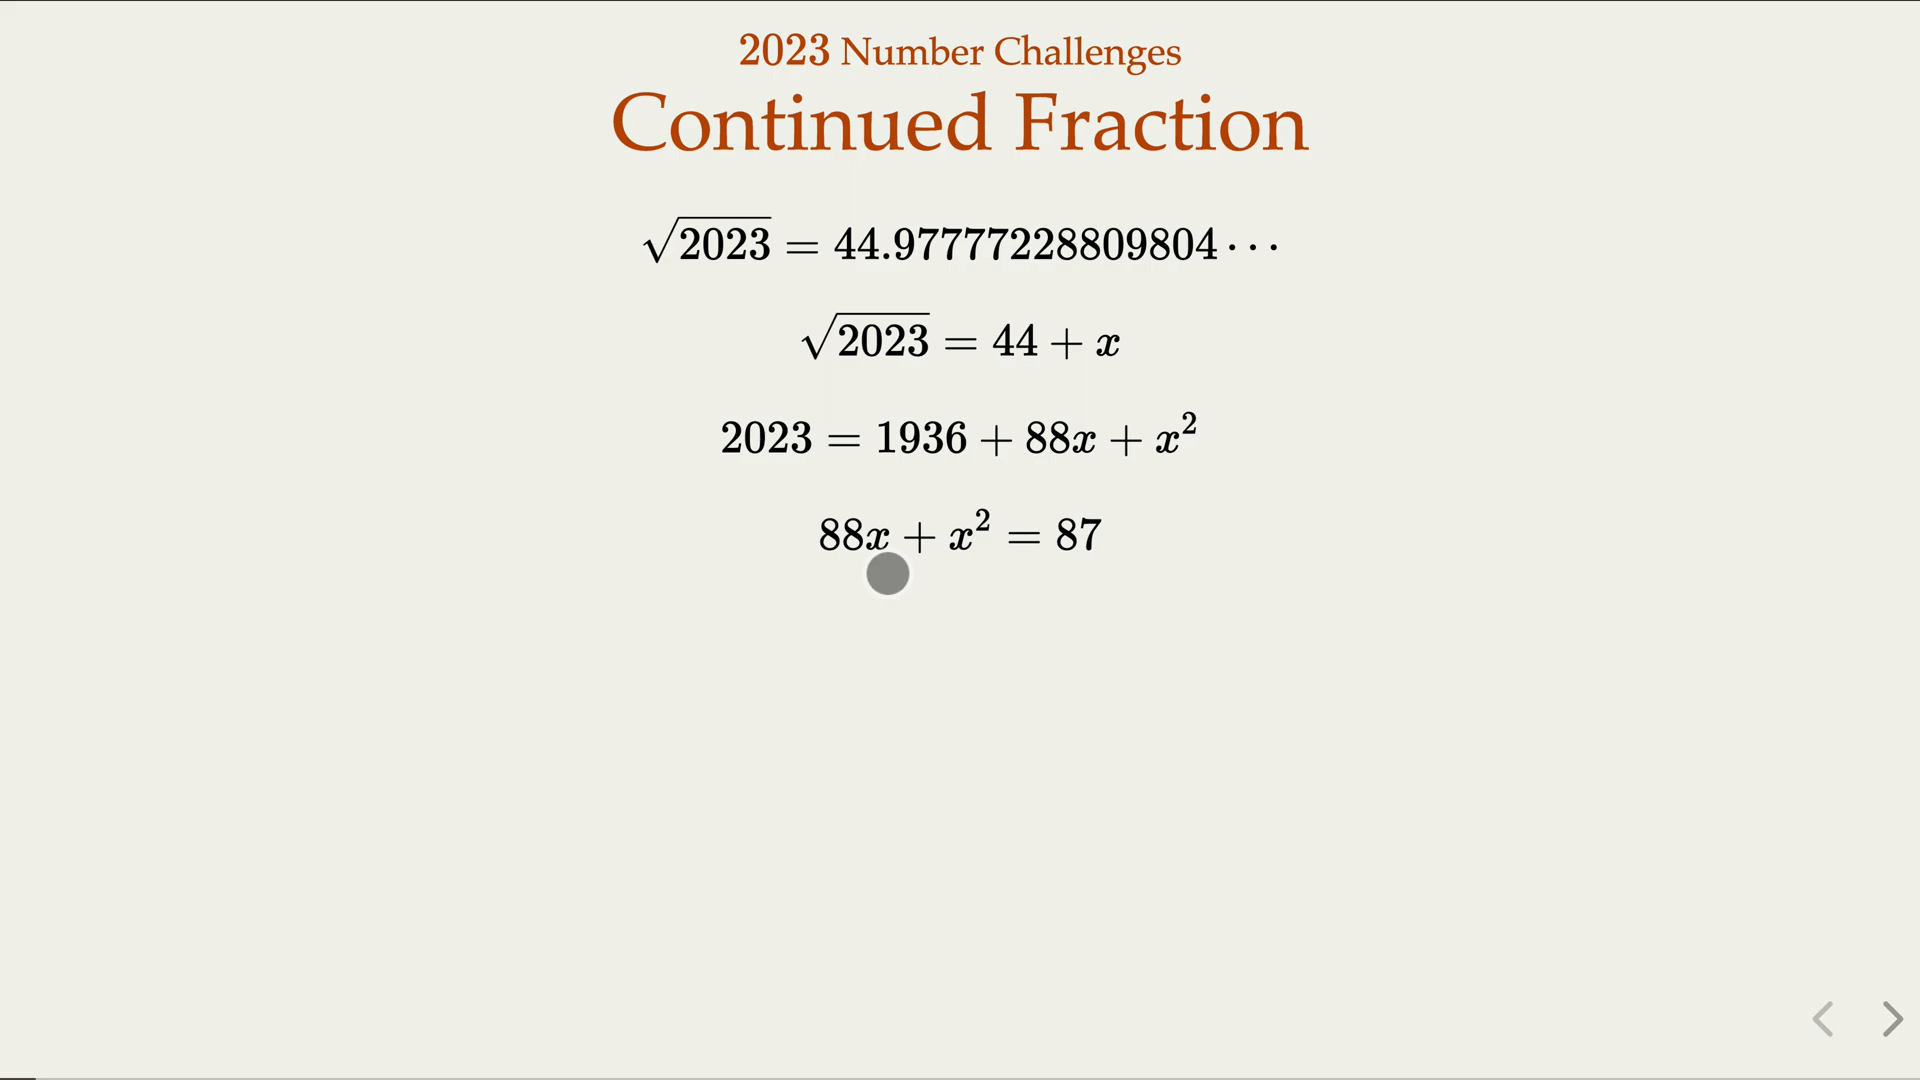 2023 Number Challenges
Continued Fraction
√2023 = 44.97777228809804⋯
√2023 = 44 + x
2023 = 1936 + 88x + x²
88x + x² = 87